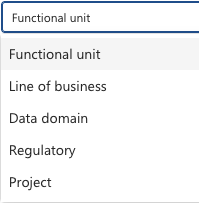 Functional unit
Functional unit
Line of business
Data domain
Regulatory
Project